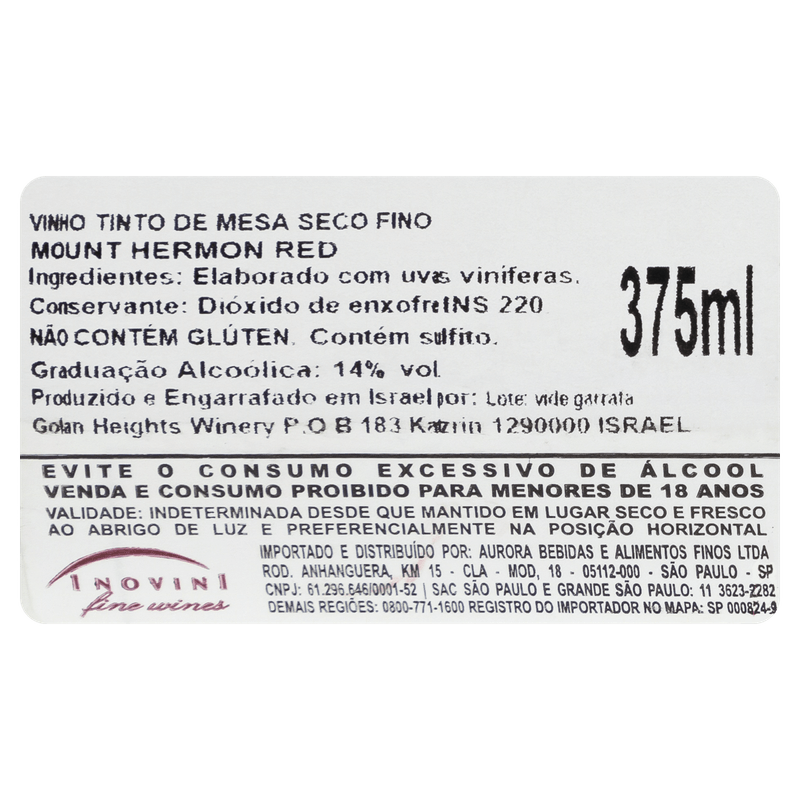 VINHO TINTO DE MESA SECO FINO
MOUNT HERMON RED
Ingredientes: Elaborado com uvas viníferas.
Conservante: Dióxido de enxofre INS 220
NÃO CONTÉM GLÚTEN. Contém sulfito.
375ml
Graduação Alcoólica: 14% vol.
Produzido e Engarrafado em Israel por: Lote: vide garrafa
Golan Heights Winery P.O B 183 Katzrin 1290000 ISRAEL
EVITE O CONSUMO EXCESSIVO DE ÁLCOOL
VENDA E CONSUMO PROIBIDO PARA MENORES DE 18 ANOS
VALIDADE: INDETERMINADA DESDE QUE MANTIDO EM LUGAR SECO E FRESCO
AO ABRIGO DE LUZ E PREFERENCIALMENTE NA POSIÇÃO HORIZONTAL
INOVINI
fine wines
IMPORTADO E DISTRIBUÍDO POR: AURORA BEBIDAS E ALIMENTOS FINOS LTDA
ROD. ANHANGUERA, KM 15 - CLA - MOD, 18 - 05112-000 - SÃO PAULO - SP
CNPJ: 61.296.646/0001-52 | SAC SÃO PAULO E GRANDE SÃO PAULO: 11 3623-2282
DEMAIS REGIÕES: 0800-771-1600 REGISTRO DO IMPORTADOR NO MAPA: SP 000824-9